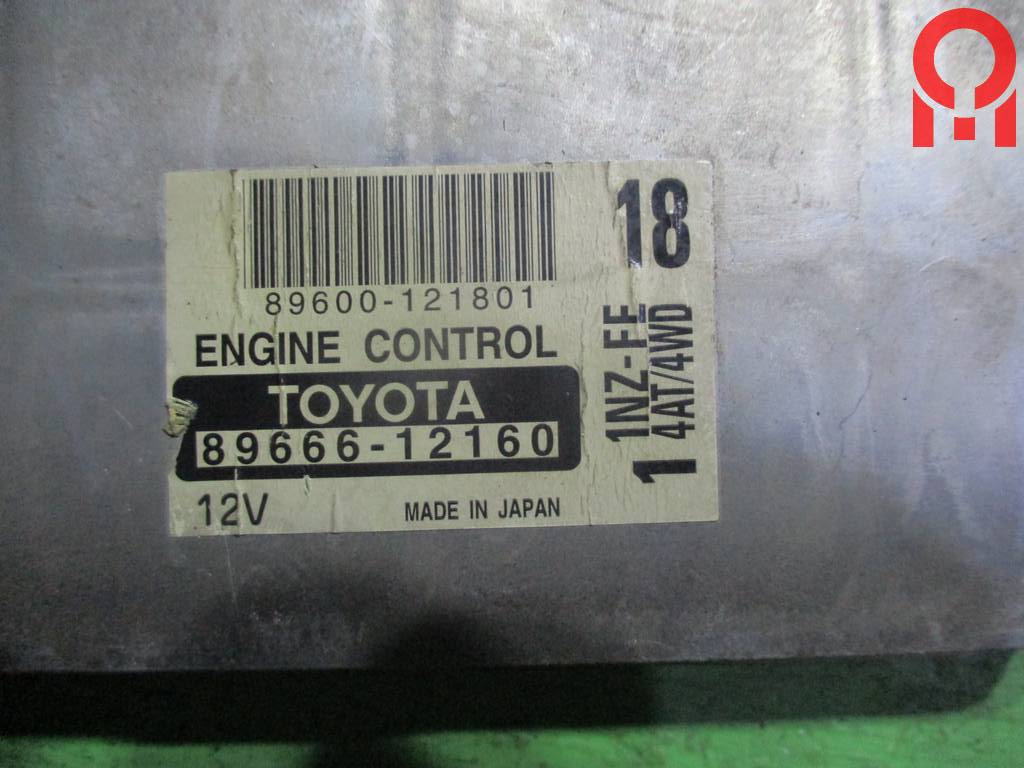 89600-121801
ENGINE CONTROL
TOYOTA
89666-12160
12V
MADE IN JAPAN
18
1NZ-FE
4AT/4WD
1